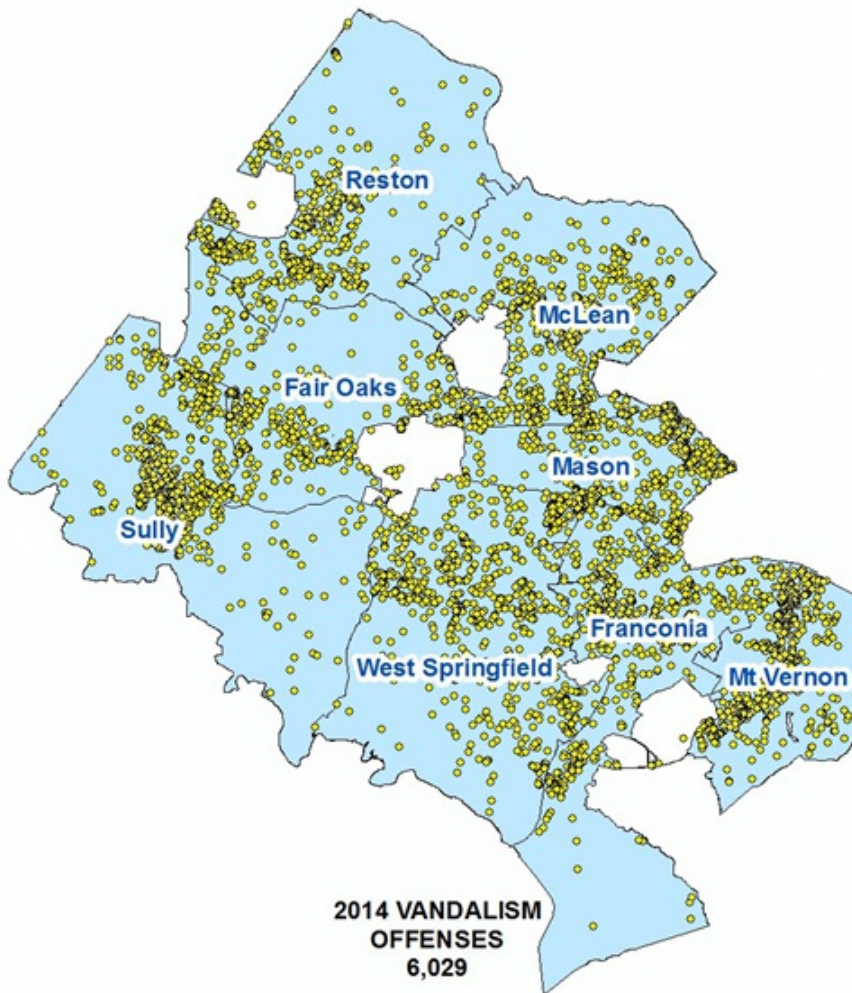 Reston
McLean
Fair Oaks
Mason
Sully
Franconia
West Springfield
Mt Vernon
2014 VANDALISM
OFFENSES
6,029